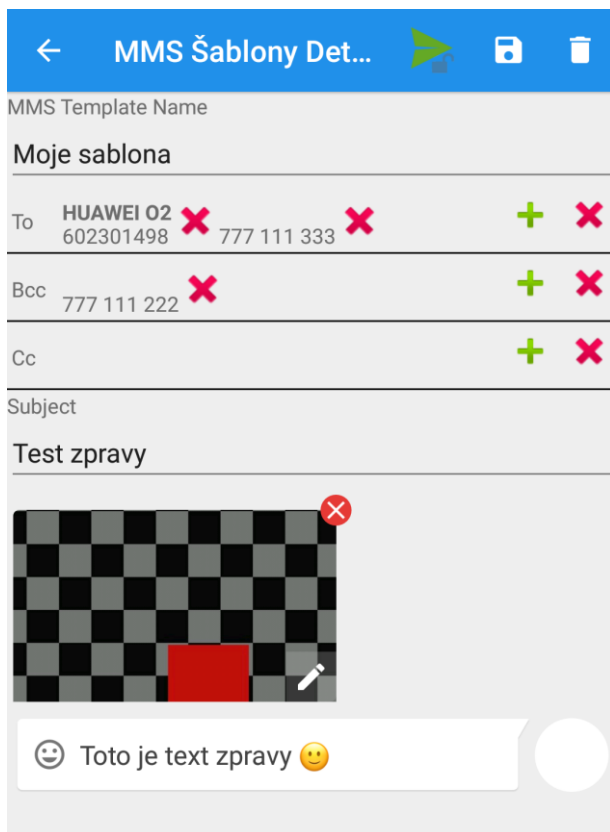 MMS Šablony Det...
MMS Template Name
Moje sablona
To HUAWEI O2
602301498 777 111 333
Bcc 777 111 222
Cc
Subject
Test zpravy
Toto je text zpravy 🙂